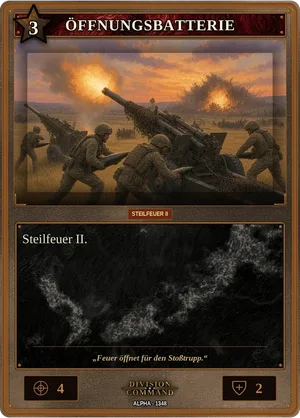 3
ÖFFNUNGSBATTERIE
STEILFEUER II
Steilfeuer II.
„Feuer öffnet für den Stoßtrupp.“
4
DIVISION COMMAND
2
ALPHA - 1348